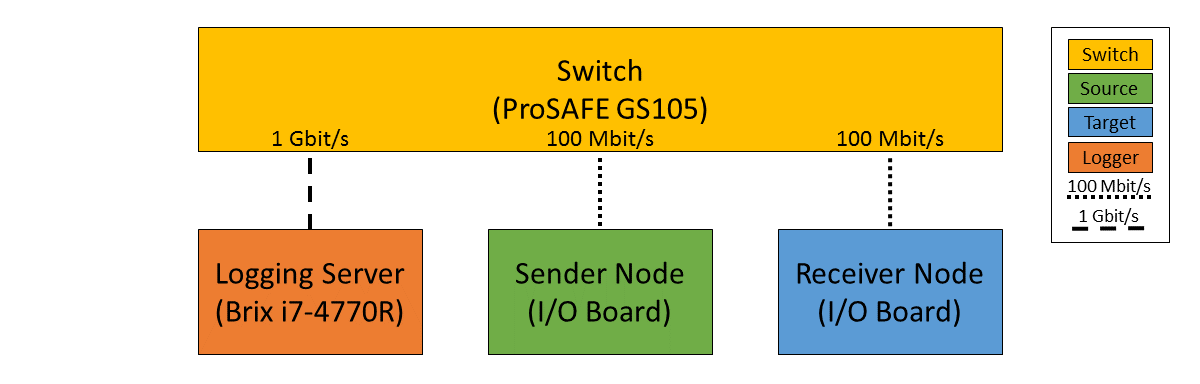 Switch
(ProSAFE GS105)
1 Gbit/s
100 Mbit/s
100 Mbit/s
Logging Server
(Brix i7-4770R)
Sender Node
(I/O Board)
Receiver Node
(I/O Board)
Switch
Source
Target
Logger
100 Mbit/s
1 Gbit/s